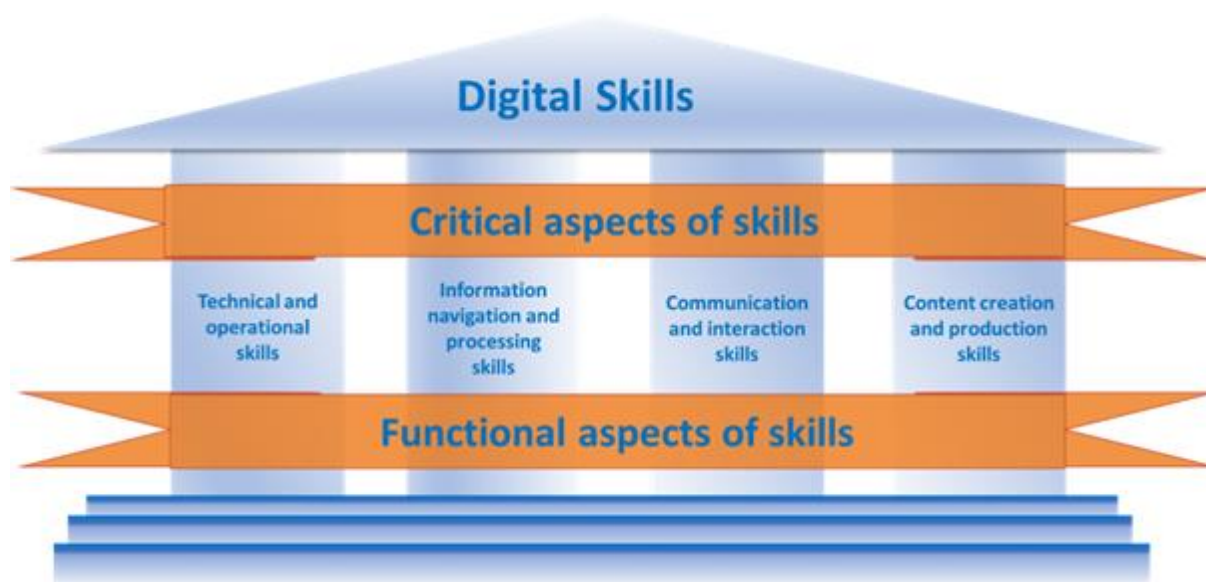 Digital Skills
Critical aspects of skills
Technical and
operational
skills
Information
navigation and
processing
skills
Communication
and interaction
skills
Content creation
and production
skills
Functional aspects of skills